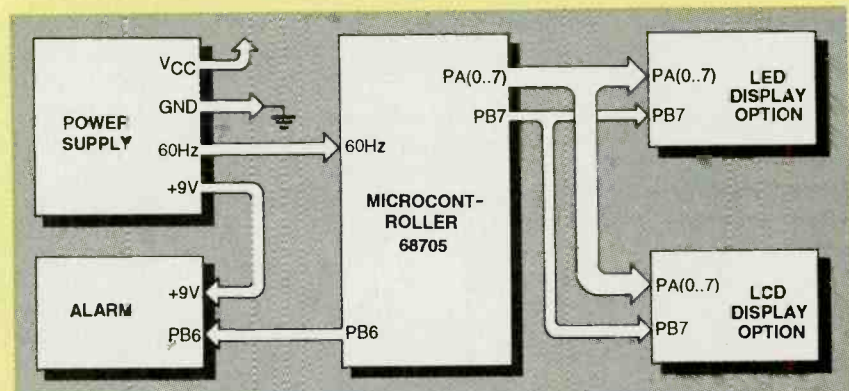 VCC
GND
POWER
SUPPLY
60Hz
+9V
+9V
ALARM
PB6
PA(0..7)
PB7
60Hz
MICROCONT-
ROLLER
68705
PB6
PA(0..7)
LED
DISPLAY
OPTION
PB7
PA(0..7)
LCD
DISPLAY
OPTION
PB7